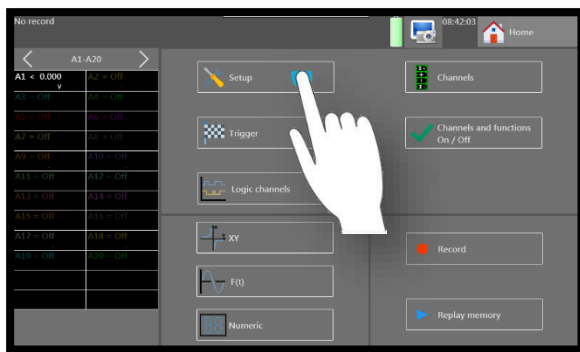 No record
08:42:03
Home
A1-A20
A1 < 0.000
V
A2 = Off
A3 = Off
A4 = Off
A5 = Off
A6 = Off
A7 = Off
A8 = Off
A9 = Off
A10 = Off
A11 = Off
A12 = Off
A13 = Off
A14 = Off
A15 = Off
A16 = Off
A17 = Off
A18 = Off
A19 = Off
A20 = Off
Setup
Trigger
Logic channels
XY
F(t)
Numeric
Channels
Channels and functions
On / Off
Record
Replay memory